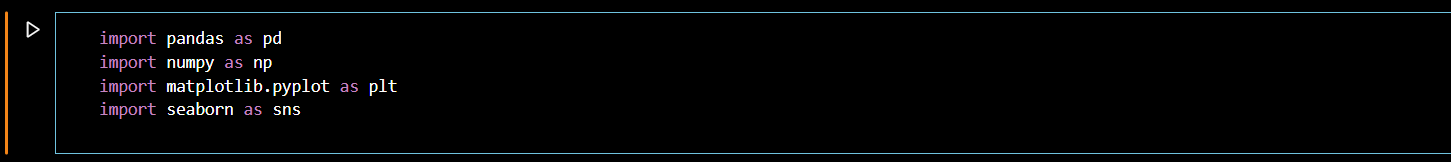 import pandas as pd
import numpy as np
import matplotlib.pyplot as plt
import seaborn as sns